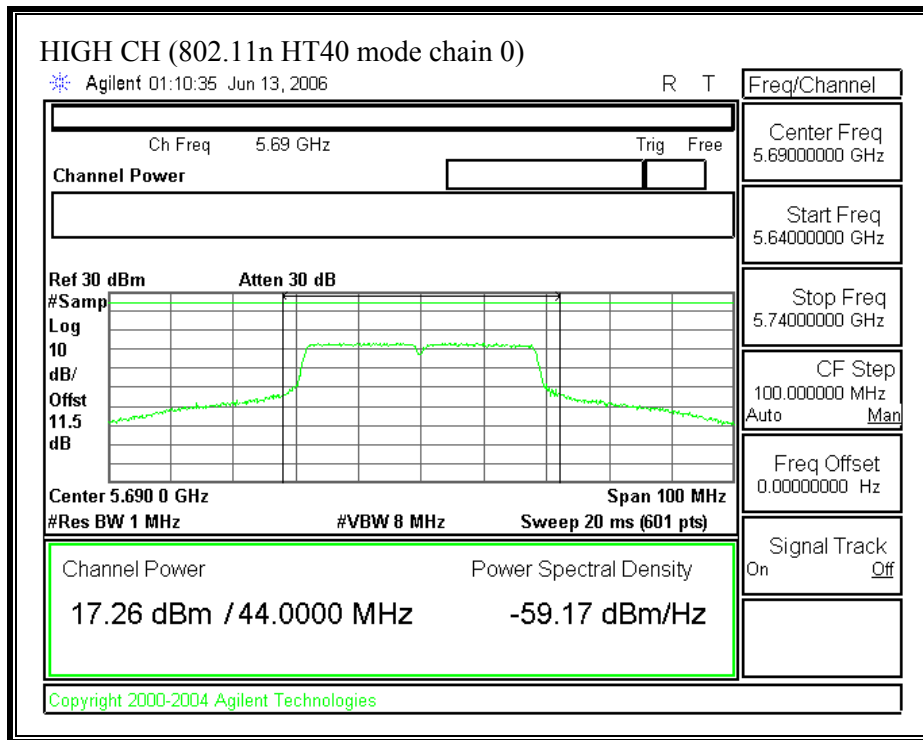 HIGH CH (802.11n HT40 mode chain 0)
Agilent 01:10:35 Jun 13, 2006 R T
Freq/Channel
Ch Freq 5.69 GHz Trig Free
Channel Power
Center Freq
5.69000000 GHz
Start Freq
5.64000000 GHz
Stop Freq
5.74000000 GHz
CF Step
100.000000 MHz
Auto Man
Freq Offset
0.00000000 Hz
Signal Track
On Off
Ref 30 dBm Atten 30 dB
#Samp
Log
10
dB/
Offst
11.5
dB
Center 5.690 0 GHz Span 100 MHz
#Res BW 1 MHz #VBW 8 MHz Sweep 20 ms (601 pts)
Channel Power Power Spectral Density
17.26 dBm / 44.0000 MHz -59.17 dBm/Hz
Copyright 2000-2004 Agilent Technologies